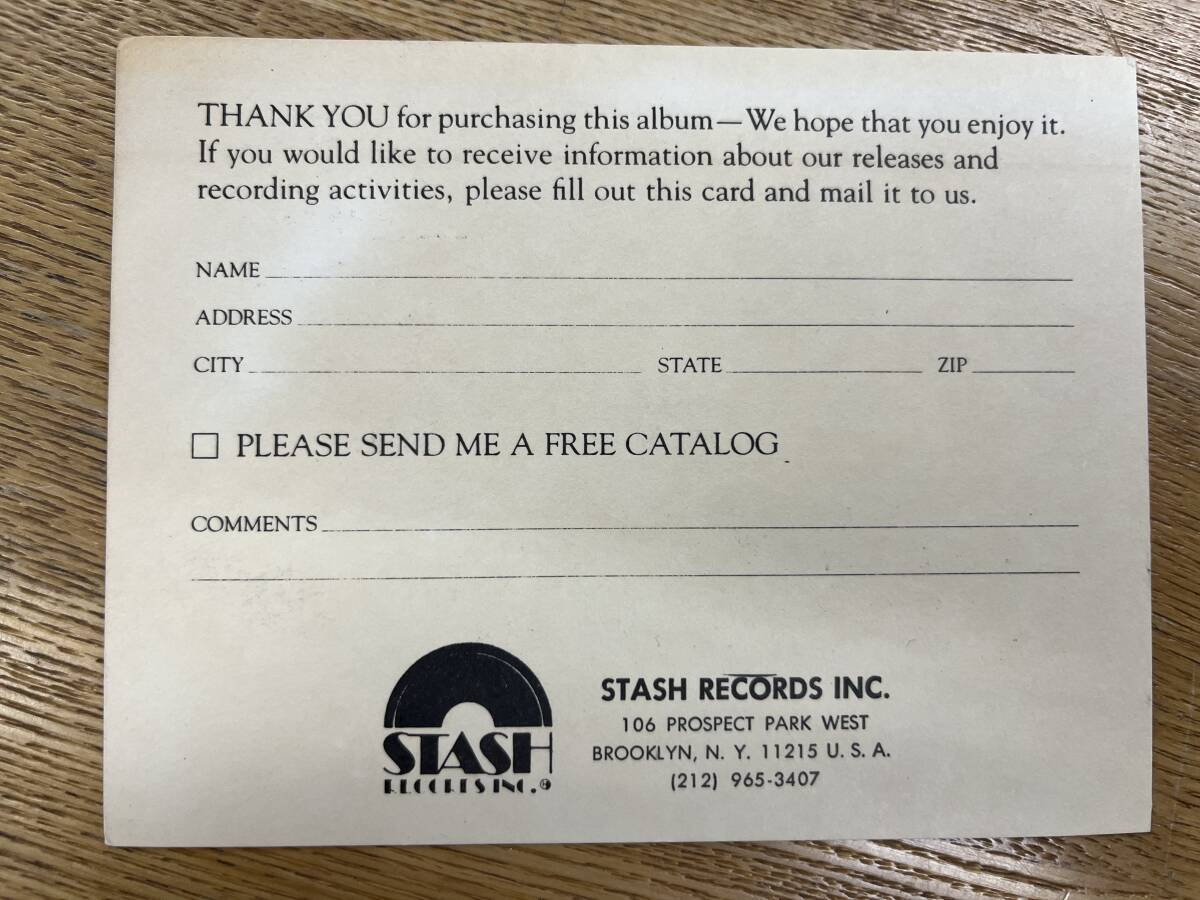 THANK YOU for purchasing this album—We hope that you enjoy it.
If you would like to receive information about our releases and
recording activities, please fill out this card and mail it to us.
NAME
ADDRESS
CITY STATE ZIP
PLEASE SEND ME A FREE CATALOG
COMMENTS
STASH
RECORDS INC.®
STASH RECORDS INC.
106 PROSPECT PARK WEST
BROOKLYN, N. Y. 11215 U. S. A.
(212) 965-3407